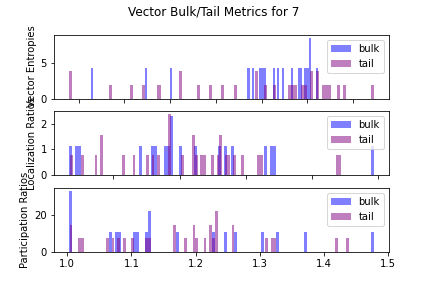 Vector Bulk/Tail Metrics for 7
Vector Entropies
5
0
bulk
tail
Localization Ratios
2
1
0
bulk
tail
Participation Ratios
20
0
bulk
tail
1.0 1.1 1.2 1.3 1.4 1.5